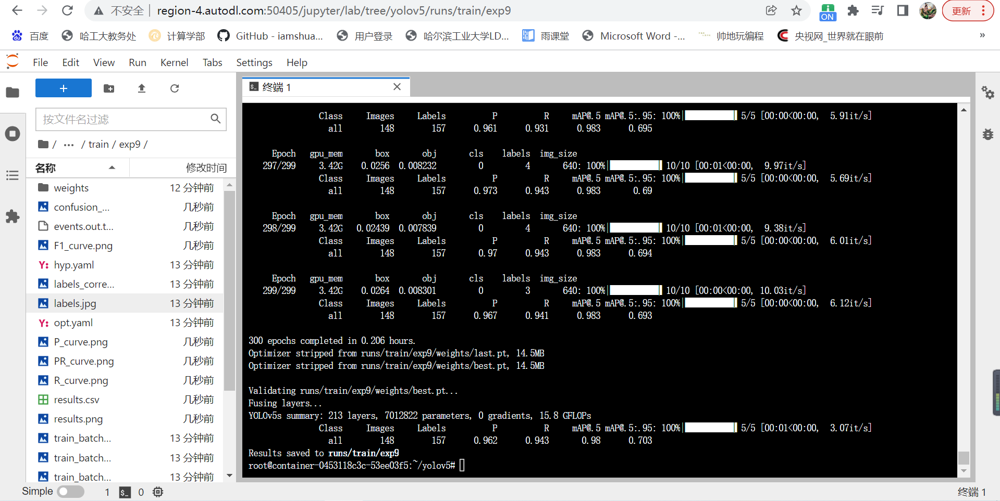 不安全 region-4.autodl.com:50405/jupyter/lab/tree/yolov5/runs/train/exp9 ON 更新
百度 哈工大教务处 计算学部 GitHub - iamshua... 用户登录 哈尔滨工业大学LD... 雨课堂 Microsoft Word -... 帅地玩编程 央视网_世界就在眼前 »
File Edit View Run Kernel Tabs Settings Help
+
按文件名过滤
/ ··· / train / exp9 /
名称 修改时间
weights 12 分钟前
confusion_... 几秒前
events.out.t... 几秒前
F1_curve.png 几秒前
Y: hyp.yaml 13 分钟前
labels_corre... 13 分钟前
labels.jpg 13 分钟前
Y: opt.yaml 13 分钟前
P_curve.png 几秒前
PR_curve.png 几秒前
R_curve.png 几秒前
results.csv 几秒前
results.png 几秒前
train_batch... 13 分钟前
train_batch... 13 分钟前
train_batch... 13 分钟前
$_ 终端 1
Class Images Labels P R mAP@.5 mAP@.5:.95: 100%| | 5/5 [00:00<00:00, 5.91it/s]
all 148 157 0.961 0.931 0.983 0.695
Epoch gpu_mem box obj cls labels img_size
297/299 3.42G 0.0256 0.008232 0 4 640: 100%| | 10/10 [00:01<00:00, 9.97it/s]
Class Images Labels P R mAP@.5 mAP@.5:.95: 100%| | 5/5 [00:00<00:00, 5.69it/s]
all 148 157 0.973 0.943 0.983 0.69
Epoch gpu_mem box obj cls labels img_size
298/299 3.42G 0.02439 0.007839 0 4 640: 100%| | 10/10 [00:01<00:00, 9.38it/s]
Class Images Labels P R mAP@.5 mAP@.5:.95: 100%| | 5/5 [00:00<00:00, 6.01it/s]
all 148 157 0.97 0.943 0.983 0.694
Epoch gpu_mem box obj cls labels img_size
299/299 3.42G 0.0264 0.008301 0 3 640: 100%| | 10/10 [00:00<00:00, 10.03it/s]
Class Images Labels P R mAP@.5 mAP@.5:.95: 100%| | 5/5 [00:00<00:00, 6.12it/s]
all 148 157 0.967 0.941 0.983 0.693
300 epochs completed in 0.206 hours.
Optimizer stripped from runs/train/exp9/weights/last.pt, 14.5MB
Optimizer stripped from runs/train/exp9/weights/best.pt, 14.5MB
Validating runs/train/exp9/weights/best.pt...
Fusing layers...
YOLOv5s summary: 213 layers, 7012822 parameters, 0 gradients, 15.8 GFLOPs
Class Images Labels P R mAP@.5 mAP@.5:.95: 100%| | 5/5 [00:01<00:00, 3.07it/s]
all 148 157 0.962 0.943 0.98 0.703
Results saved to runs/train/exp9
root@container-0453118c3c-53ee03f5:~/yolov5#
Simple 1 $_ 0 终端 1